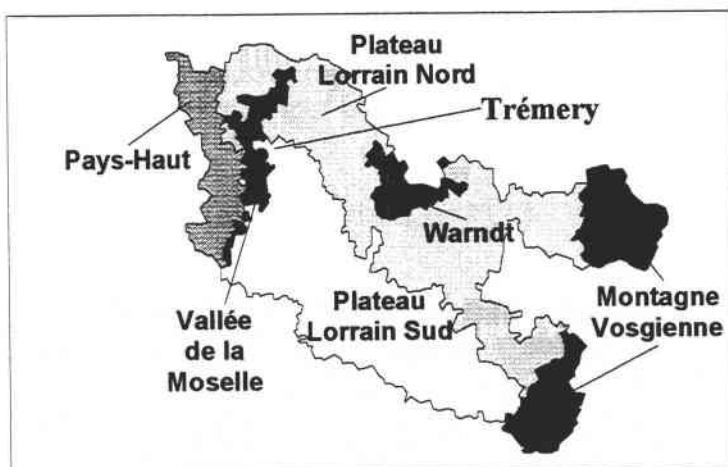 Plateau
Lorrain Nord
Trémery
Pays-Haut
Warndt
Vallée
de la
Moselle
Plateau
Lorrain Sud
Montagne
Vosgienne